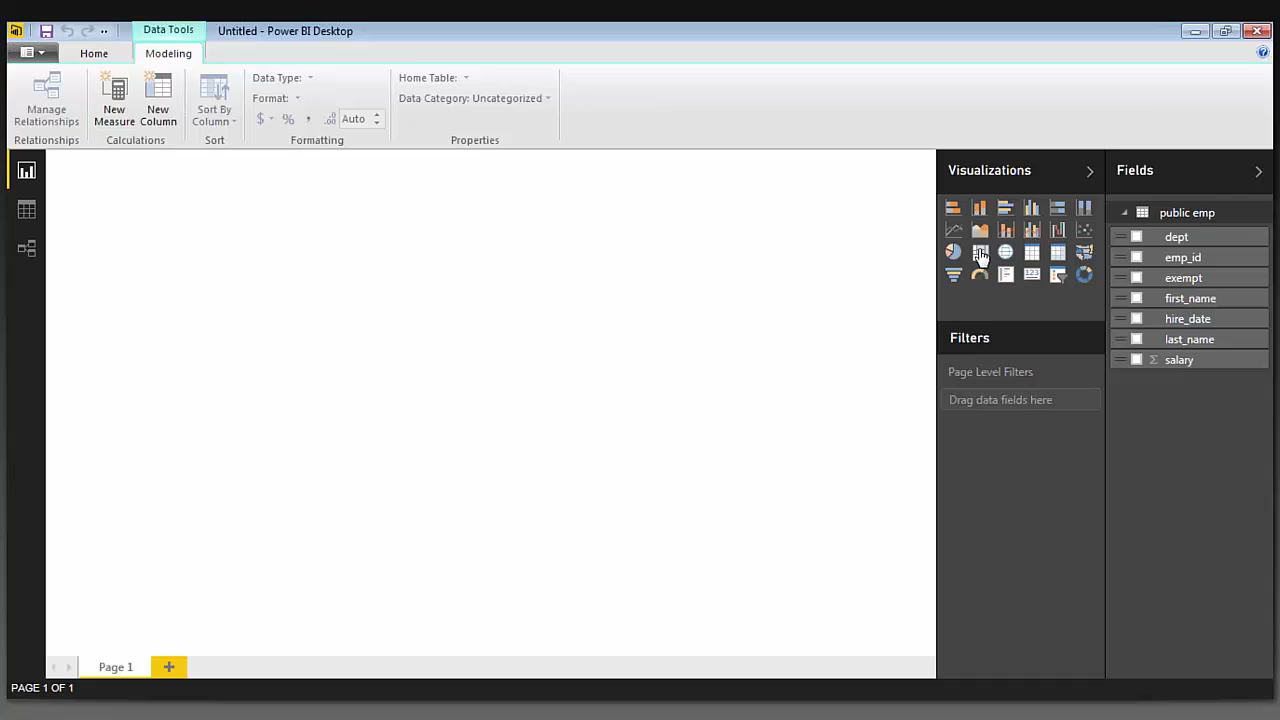 Data Tools
Untitled - Power BI Desktop
Home
Modeling
Manage
Relationships
New
Measure
New
Column
Sort By
Column
Data Type:
Format:
$ % , .00 Auto
Home Table:
Data Category: Uncategorized
Relationships
Calculations
Sort
Formatting
Properties
Visualizations
Fields
public emp
dept
emp_id
exempt
first_name
hire_date
last_name
Σ salary
123
Filters
Page Level Filters
Drag data fields here
Page 1
PAGE 1 OF 1